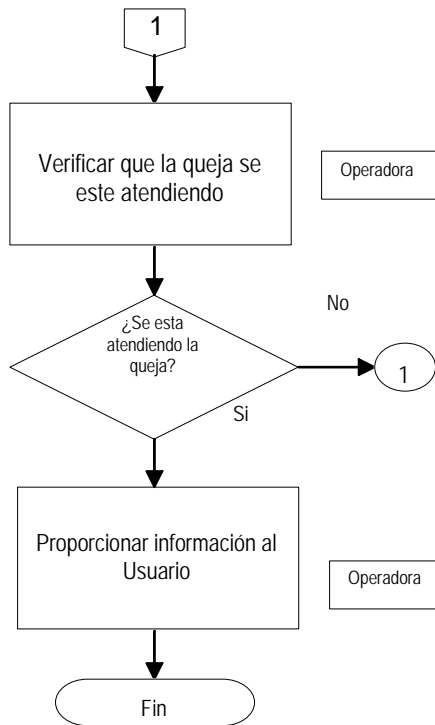 1
Verificar que la queja se
este atendiendo
Operadora
¿Se esta
atendiendo la
queja?
No
1
Si
Proporcionar información al
Usuario
Operadora
Fin